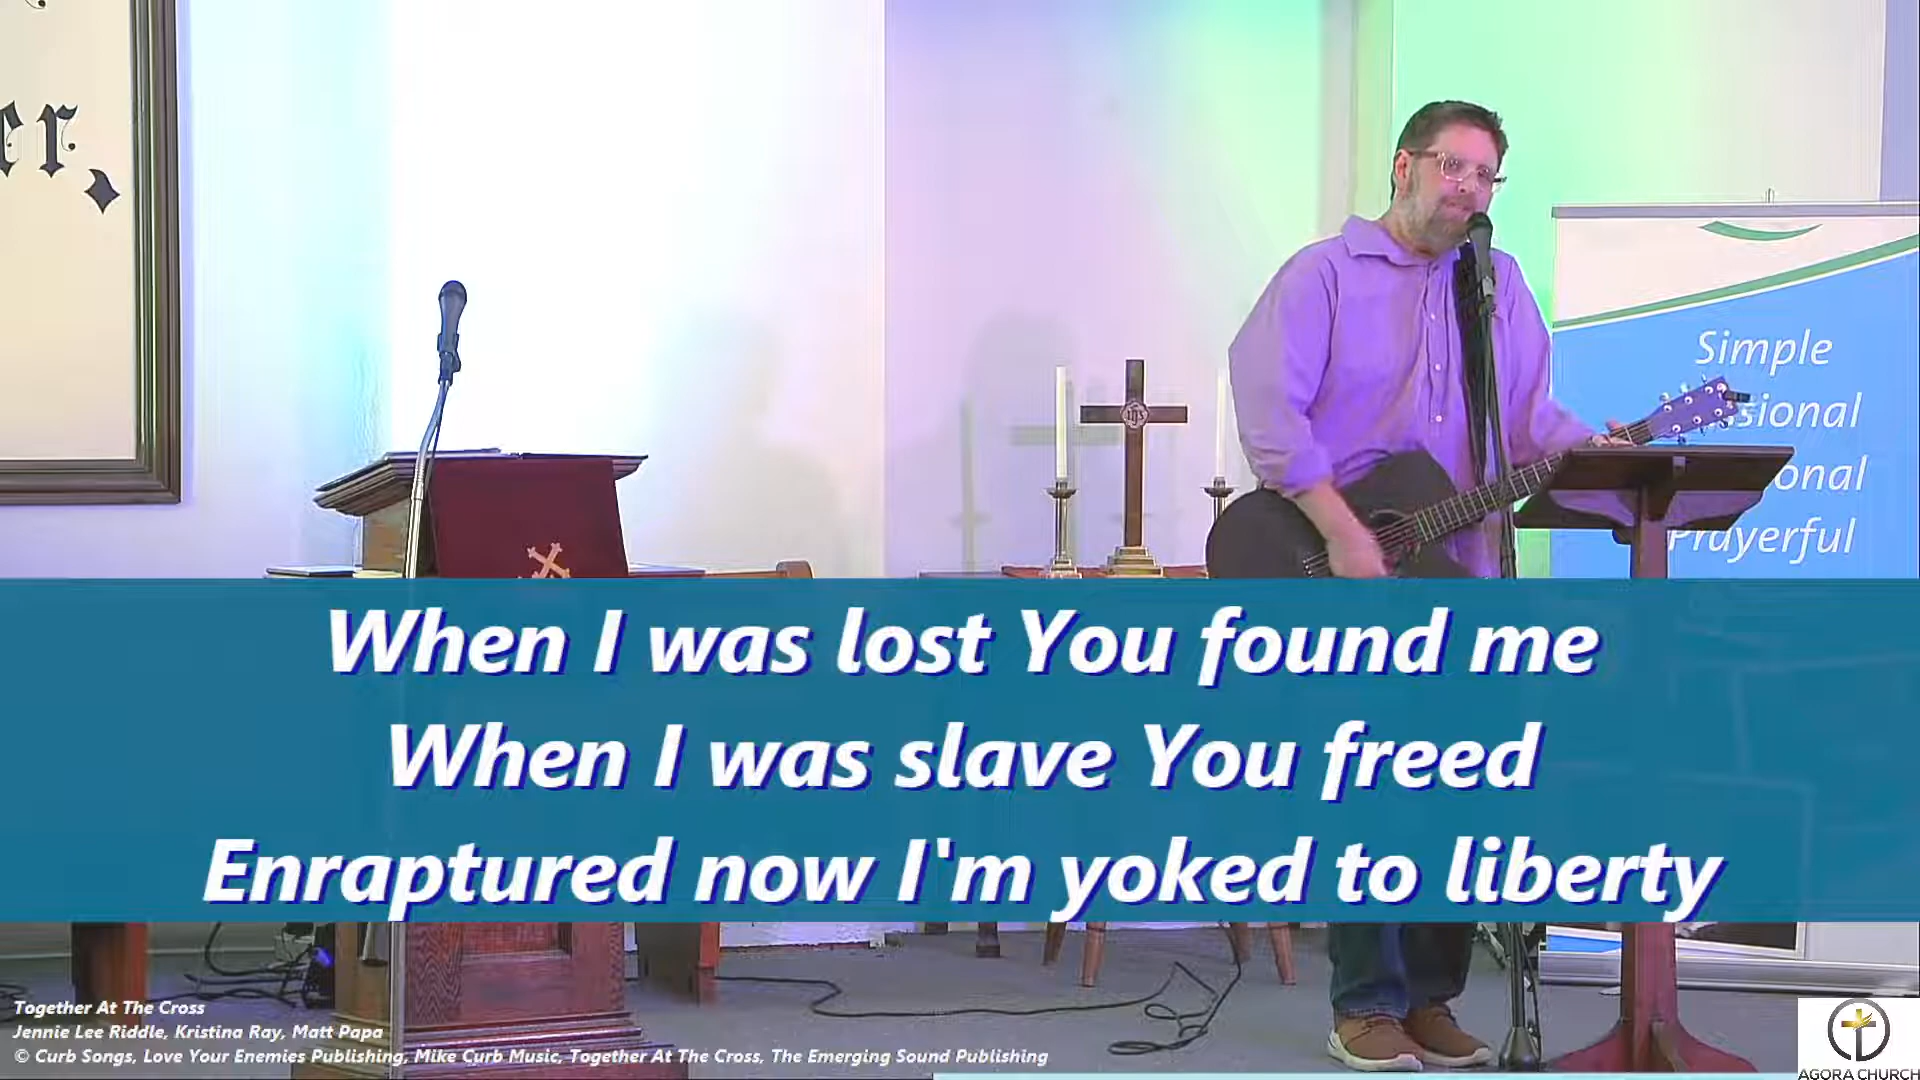 er,
Simple
Prayerful
When I was lost You found me
When I was slave You freed
Enraptured now I'm yoked to liberty
Together At The Cross
Jennie Lee Riddle, Kristina Ray, Matt Papa
© Curb Songs, Love Your Enemies Publishing, Mike Curb Music, Together At The Cross, The Emerging Sound Publishing
AGORA CHURCH